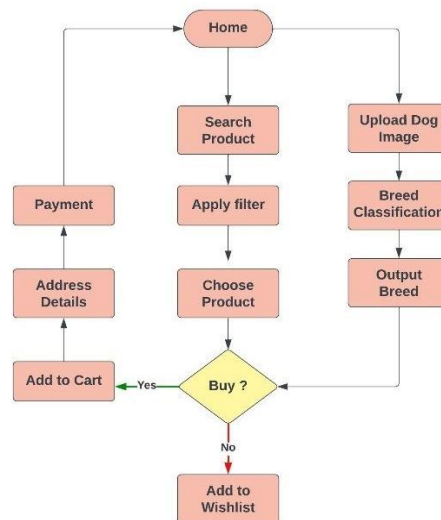 Home
Search
Product
Upload Dog
Image
Payment
Apply filter
Breed
Classification
Address
Details
Choose
Product
Output
Breed
Add to Cart
Yes
Buy ?
No
Add to
Wishlist